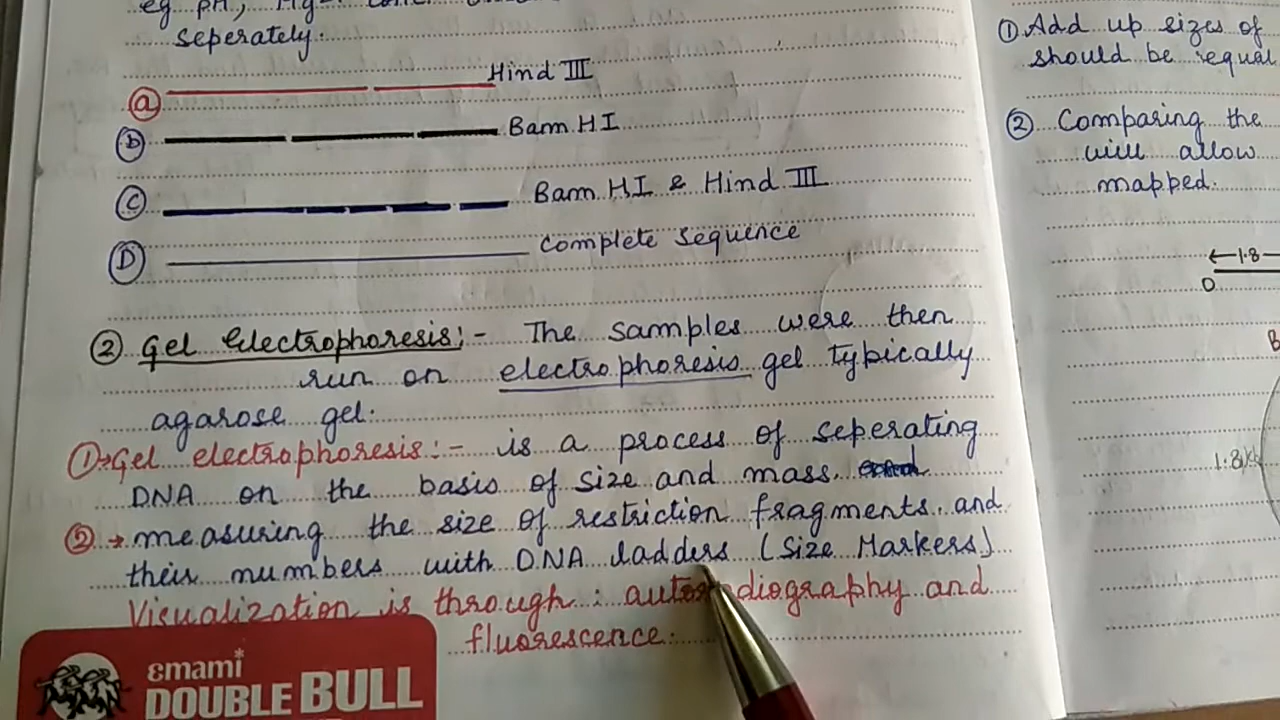 eg pH,
seperately.
(a) Hind III
(b) Bam HI
(c) Bam HI & Hind III
(D) complete sequence
(2) Gel Electrophoresis:- The samples were then
run on electrophoresis gel typically
agarose gel.
(1)→Gel electrophoresis:- is a process of seperating
DNA on the basis of size and mass.
(2)→ measuring the size of restriction fragments and
their numbers with DNA ladders (Size Markers)
Visualization is through: autoradiography and
fluorescence.
emami
DOUBLE BULL
(1) Add up sizes of
should be equal
(2) Comparing the
will allow
mapped.
←1.8
0
B
1.8